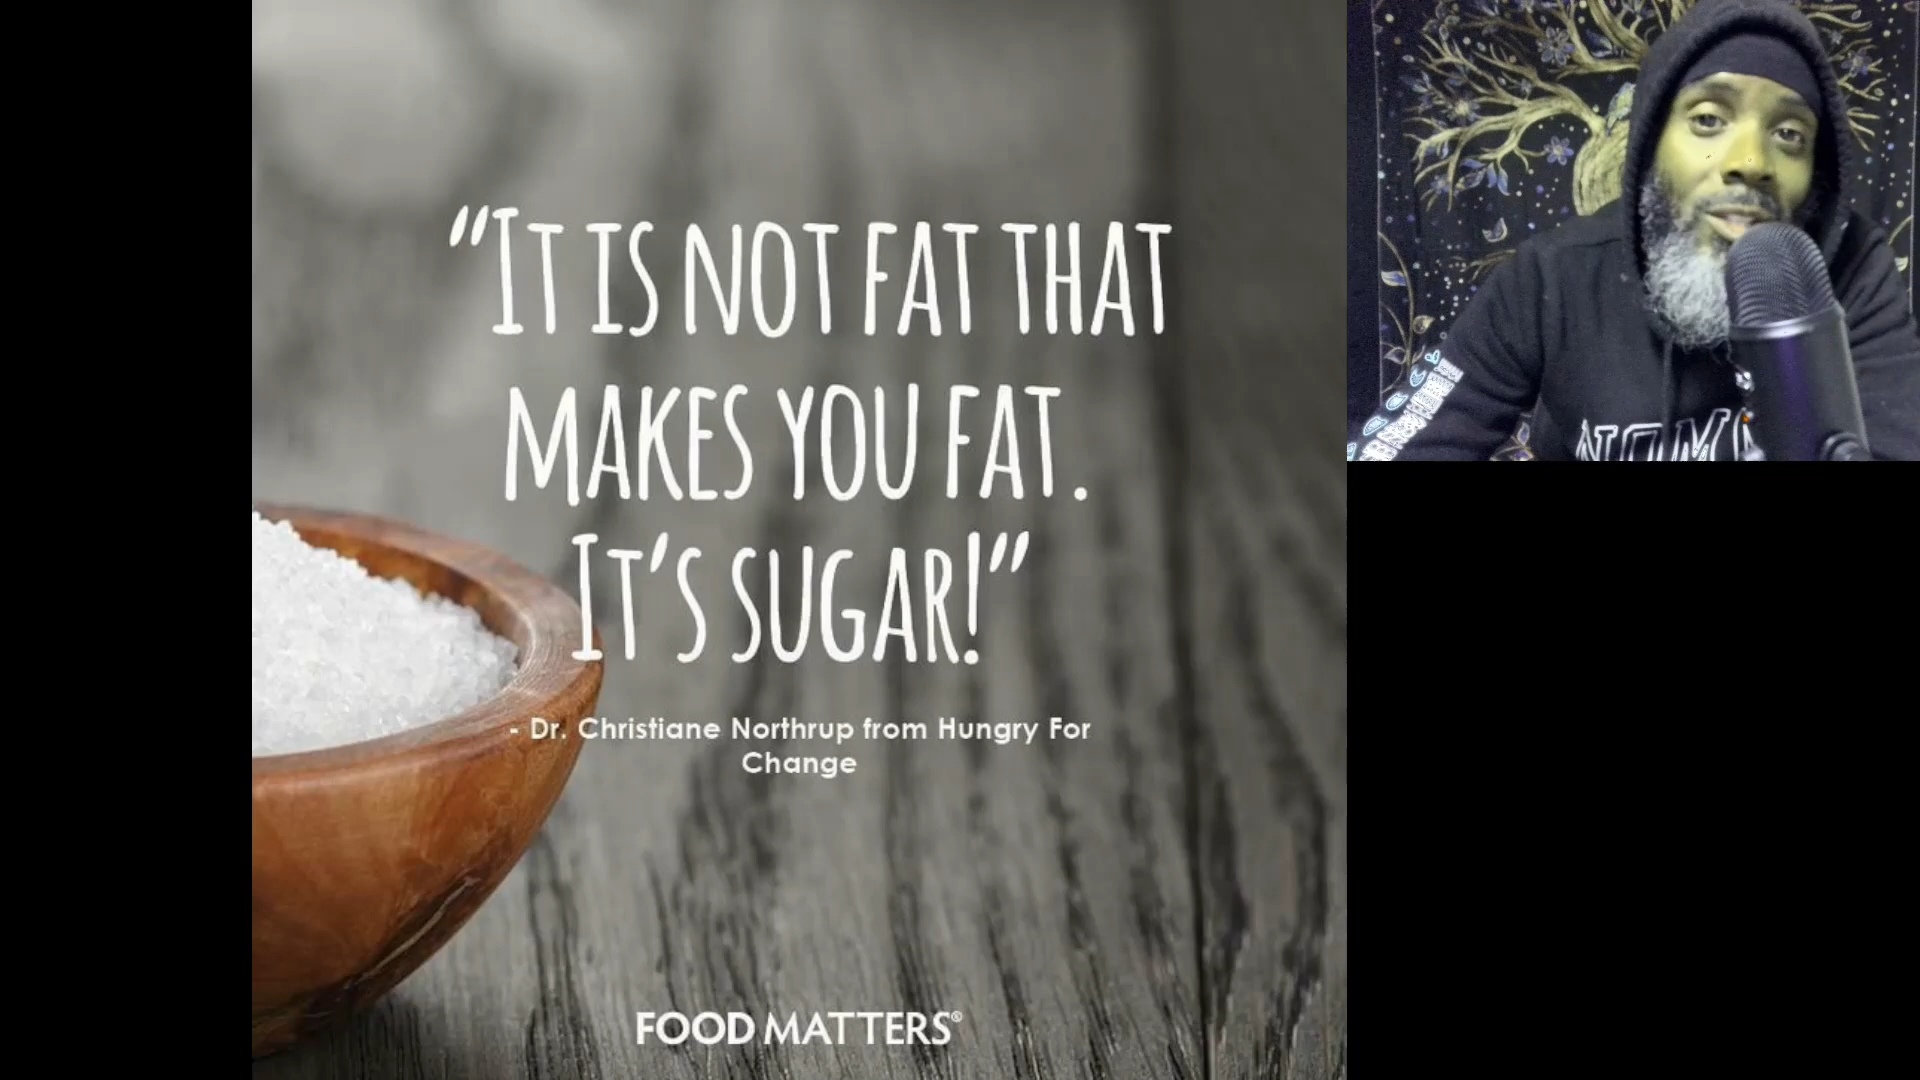 “IT IS NOT FAT THAT
MAKES YOU FAT.
IT’S SUGAR!”
- Dr. Christiane Northrup from Hungry For
Change
FOOD MATTERS®